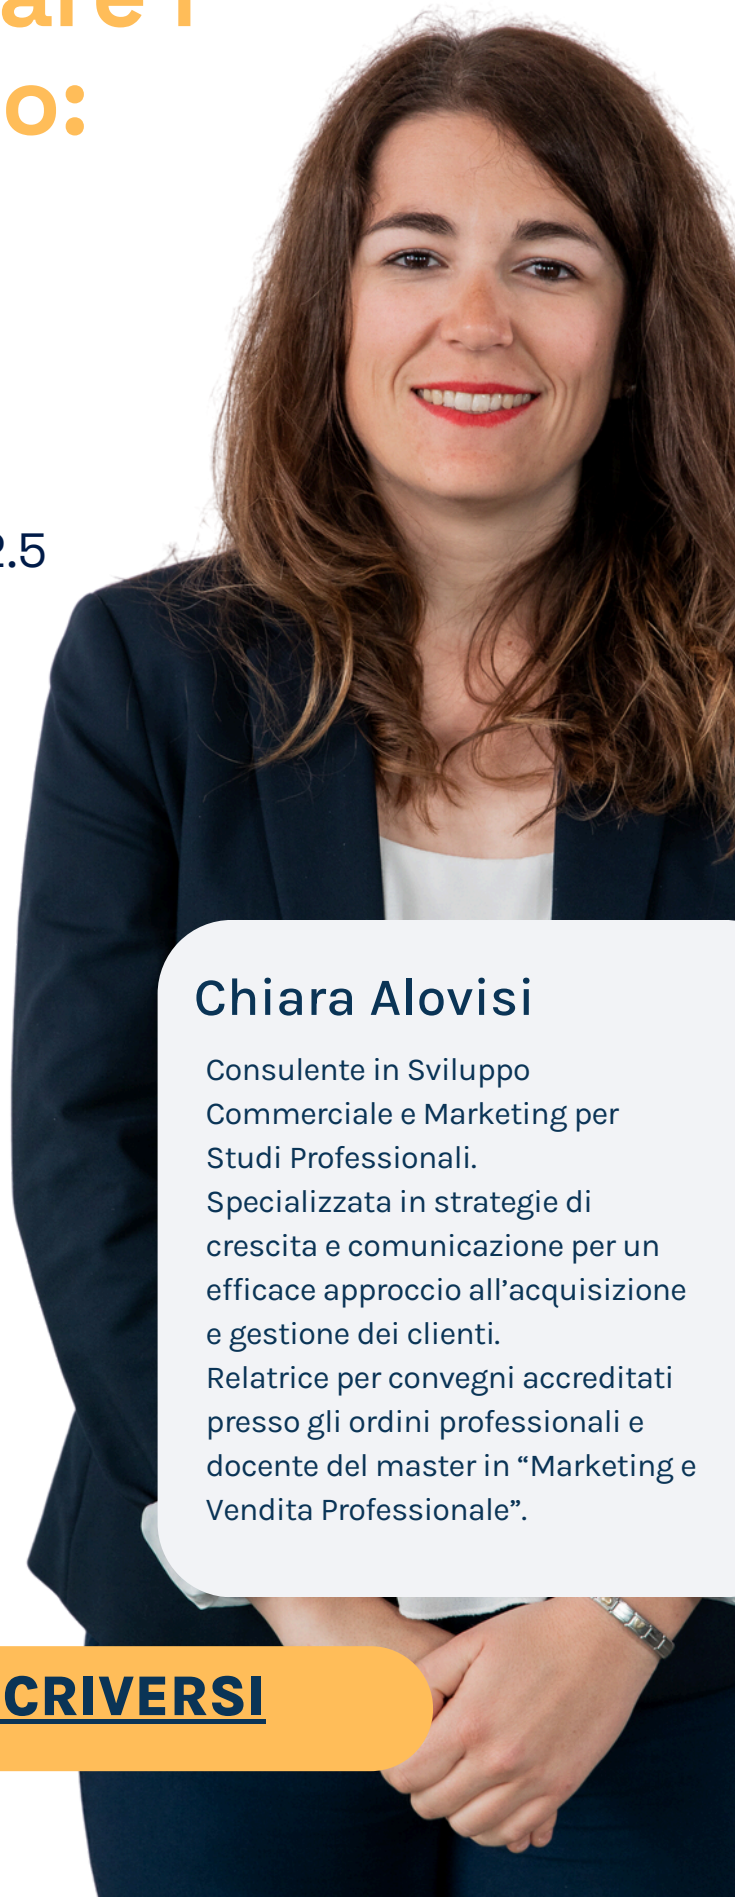 are i
o:
2.5
Chiara Alovisi
Consulente in Sviluppo
Commerciale e Marketing per
Studi Professionali.
Specializzata in strategie di
crescita e comunicazione per un
efficace approccio all’acquisizione
e gestione dei clienti.
Relatrice per convegni accreditati
presso gli ordini professionali e
docente del master in “Marketing e
Vendita Professionale”.
CRIVERSI